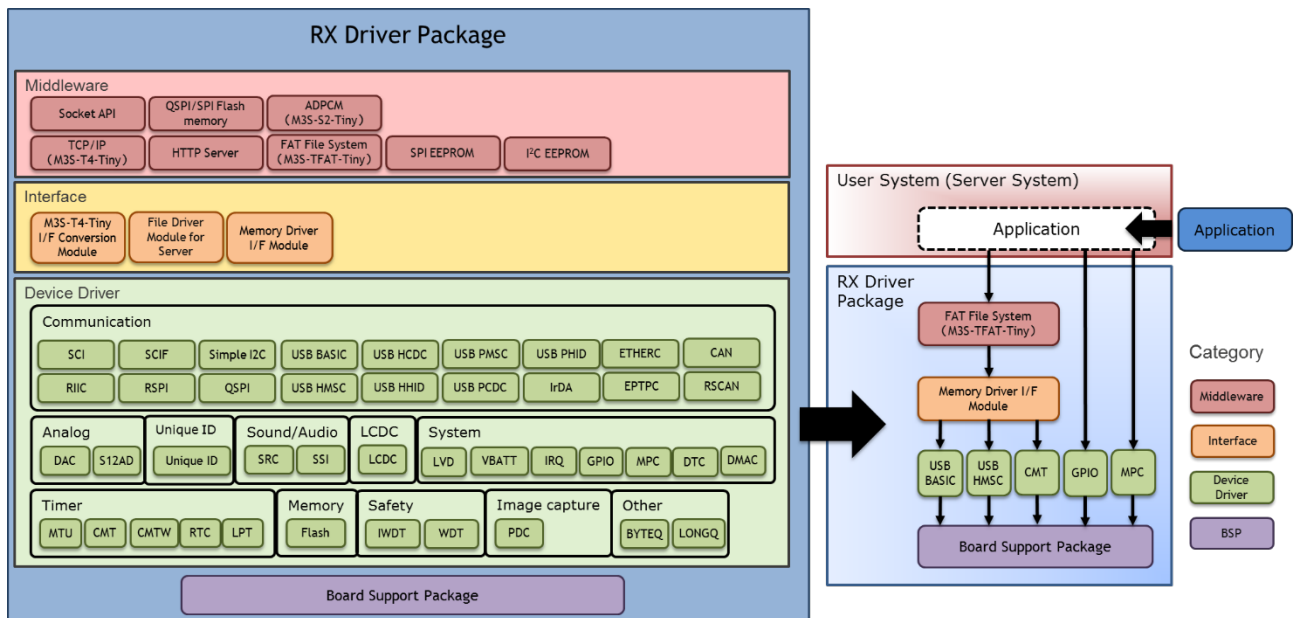 RX Driver Package
Middleware
Socket API
QSPI/SPI Flash
memory
ADPCM
(M3S-S2-Tiny)
TCP/IP
(M3S-T4-Tiny)
HTTP Server
FAT File System
(M3S-TFAT-Tiny)
SPI EEPROM
I²C EEPROM
Interface
M3S-T4-Tiny
I/F Conversion
Module
File Driver
Module for
Server
Memory Driver
I/F Module
Device Driver
Communication
SCI
SCIF
Simple I2C
USB BASIC
USB HCDC
USB PMSC
USB PHID
ETHERC
CAN
RIIC
RSPI
QSPI
USB HMSC
USB HHID
USB PCDC
IrDA
EPTPC
RSCAN
Analog
DAC
S12AD
Unique ID
Unique ID
Sound/Audio
SRC
SSI
LCDC
LCDC
System
LVD
VBATT
IRQ
GPIO
MPC
DTC
DMAC
Timer
MTU
CMT
CMTW
RTC
LPT
Memory
Flash
Safety
IWDT
WDT
Image capture
PDC
Other
BYTEQ
LONGQ
Board Support Package
User System (Server System)
Application
Application
RX Driver
Package
FAT File System
(M3S-TFAT-Tiny)
Memory Driver I/F
Module
USB
BASIC
USB
HMSC
CMT
GPIO
MPC
Board Support Package
Category
Middleware
Interface
Device
Driver
BSP